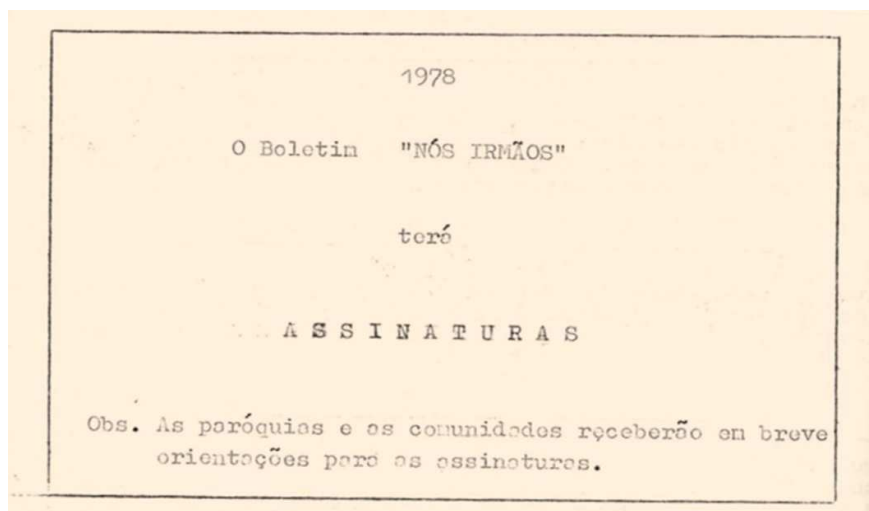 1978
O Boletim "NÓS IRMÃOS"
terá
A S S I N A T U R A S
Obs. As paróquias e as comunidades receberão em breve
orientações para as assinaturas.